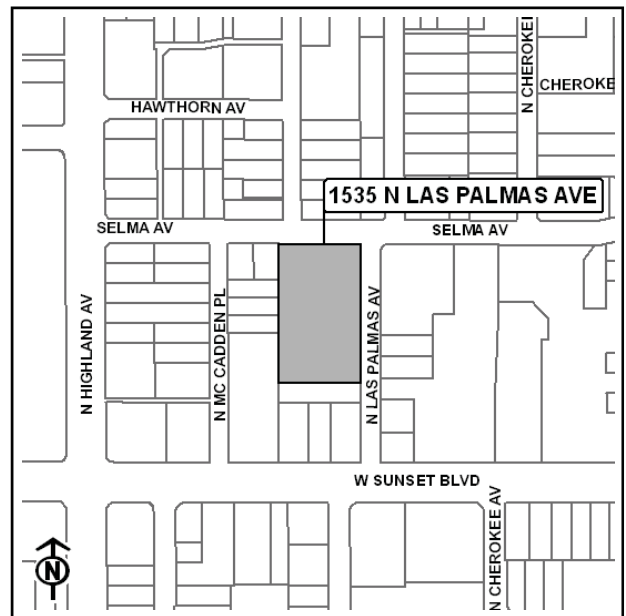 N CHEROKEE
CHEROKE
HAWTHORN AV
1535 N LAS PALMAS AVE
SELMA AV
SELMA AV
N HIGHLAND AV
N MC CADDEN PL
N LAS PALMAS AV
W SUNSET BLVD
N CHEROKEE AV
N